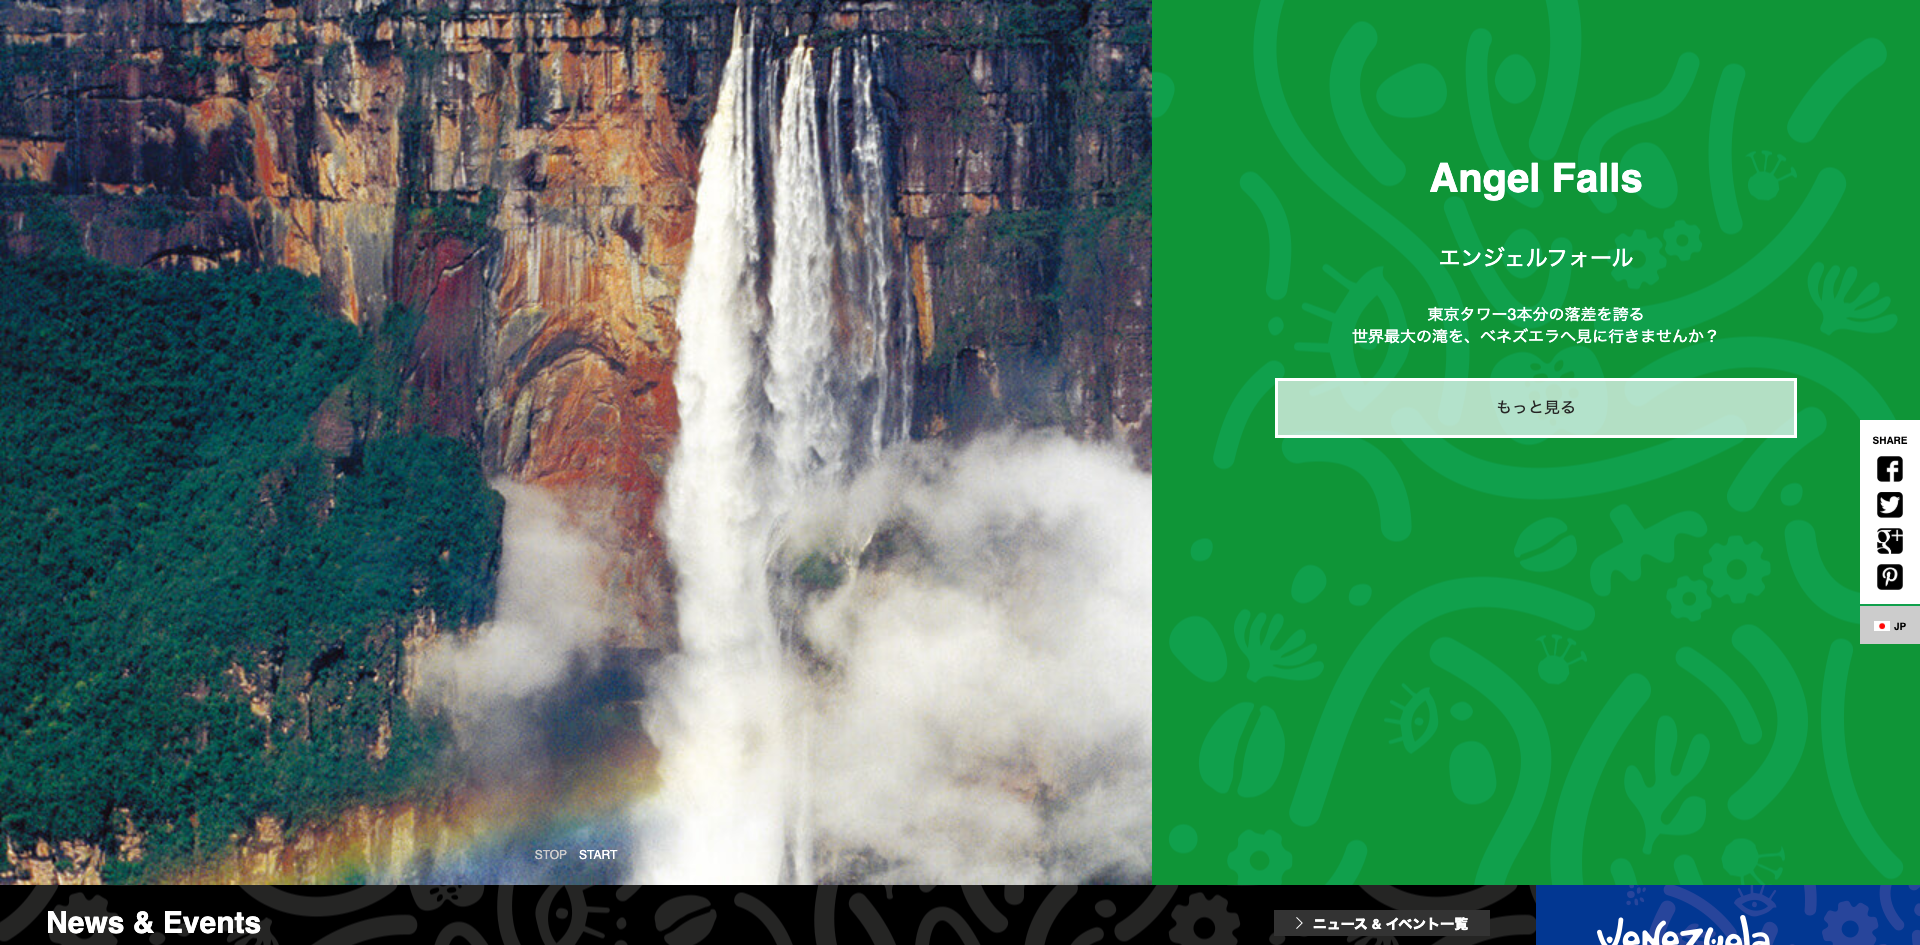 Angel Falls
エンジェルフォール
東京タワー3本分の落差を誇る
世界最大の滝を、ベネズエラへ見に行きませんか？
もっと見る
SHARE
JP
STOP START
News & Events
ニュース & イベント一覧
venezuela